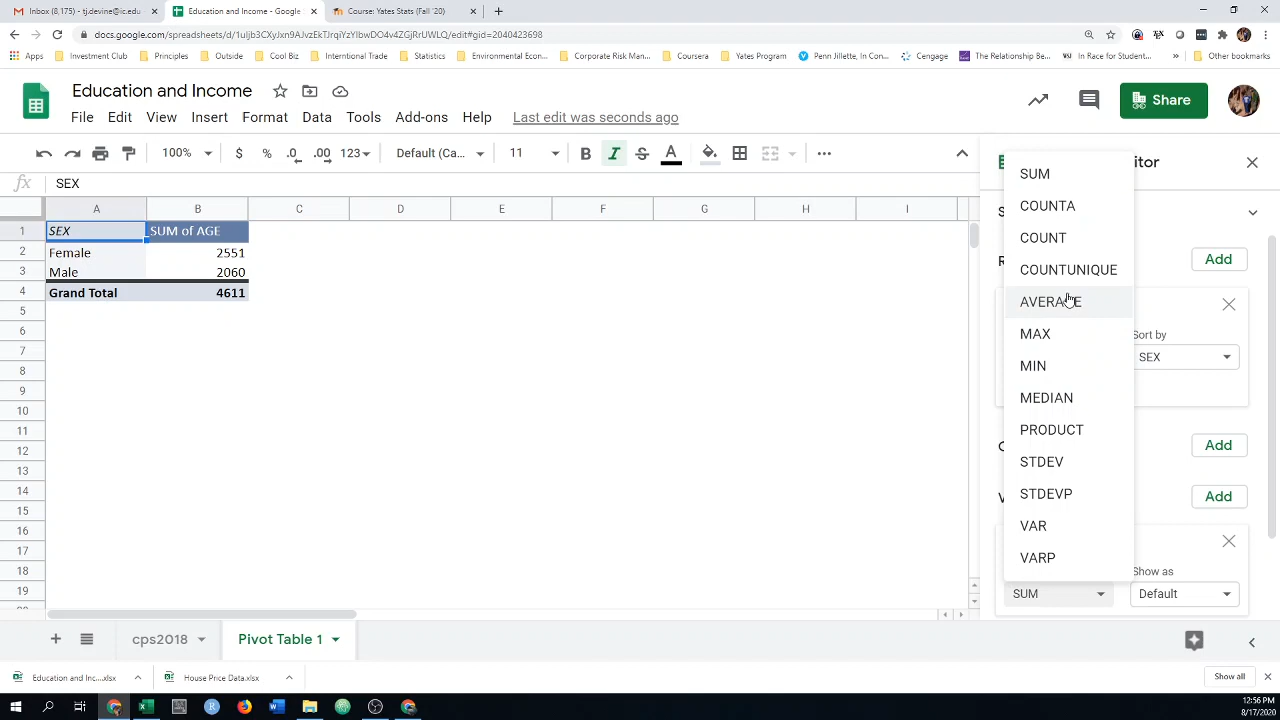 Inbox (8,175) - tj.devine@ic.edu
Education and Income - Google
Course: Yates Stats (Fall '20)
docs.google.com/spreadsheets/d/1uIjb3CXyJxn9AJvzEkTJrqiYzYIbwDO4v4ZGjRrUWLQ/edit#gid=2040423698
Apps Investment Club Principles Outside Cool Biz Important Tools Statistics Environmental Econ... Corporate Risk Man... Coursera Yates Program Penn Jillette, In Con... Cengage The Relationship Be... In Race for Student... » Other bookmarks
Education and Income
Share
File Edit View Insert Format Data Tools Add-ons Help Last edit was seconds ago
100% $ % .0 .00 123 Default (Ca... 11 B I S A
fx SEX
A B C D E F G H I
1 SEX SUM of AGE
2 Female 2551
3 Male 2060
4 Grand Total 4611
5
6
7
8
9
10
11
12
13
14
15
16
17
18
19
itor
SUM
COUNTA
COUNT
COUNTUNIQUE
AVERAGE
MAX
MIN
MEDIAN
PRODUCT
STDEV
STDEVP
VAR
VARP
Add
Sort by
SEX
Add
Add
Show as
SUM Default
cps2018 Pivot Table 1
Education and Inc....xlsx House Price Data.xlsx Show all
12:56 PM
8/17/2020